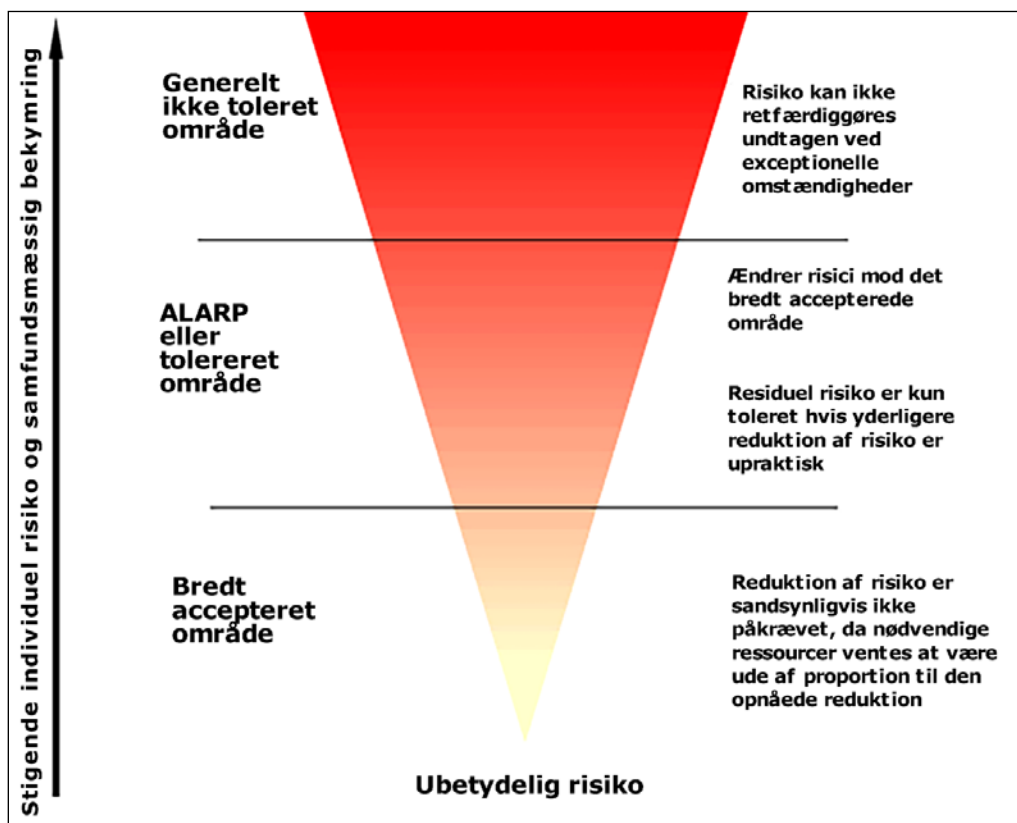 Stigende individuel risiko og samfundsmæssig bekymring
Generelt
ikke toleret
område
Risiko kan ikke
retfærdiggøres
undtagen ved
exceptionelle
omstændigheder
ALARP
eller
tolereret
område
Ændrer risici mod det
bredt accepterede
område
Residuel risiko er kun
toleret hvis yderligere
reduktion af risiko er
upraktisk
Bredt
accepteret
område
Reduktion af risiko er
sandsynligvis ikke
påkrævet, da nødvendige
ressourcer ventes at være
ude af proportion til den
opnåede reduktion
Ubetydelig risiko